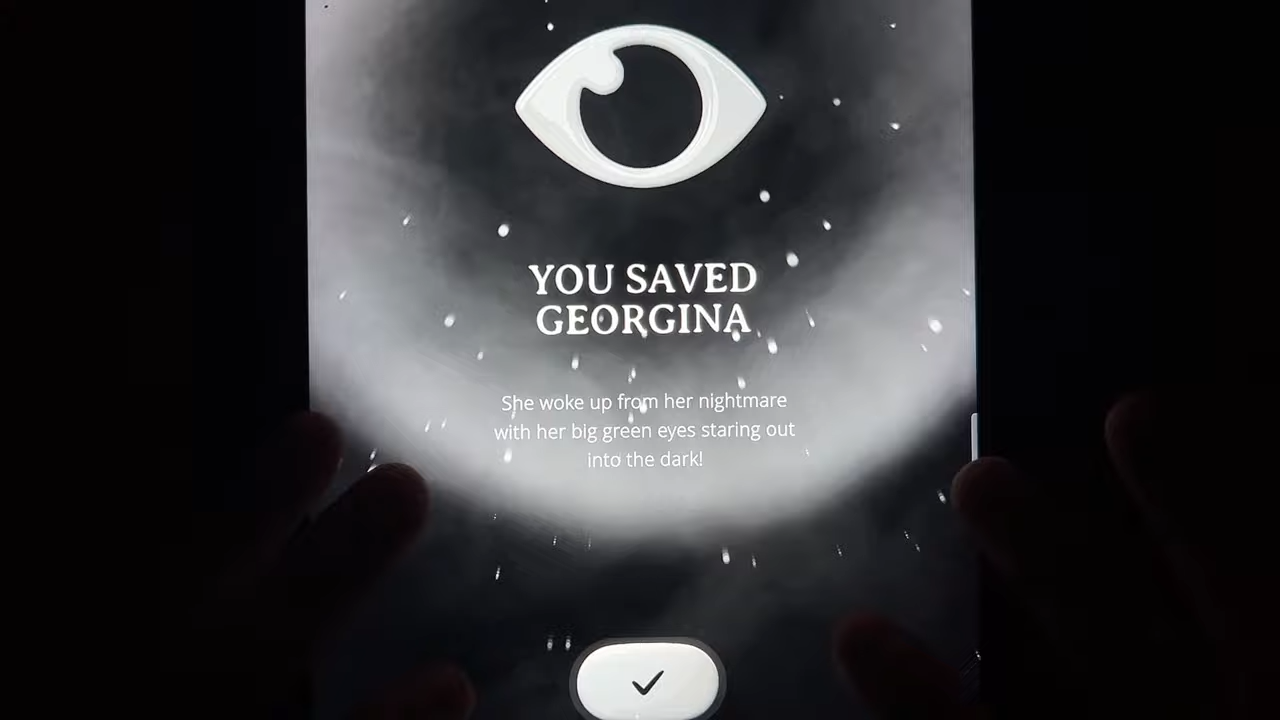 YOU SAVED
GEORGINA
She woke up from her nightmare
with her big green eyes staring out
into the dark!